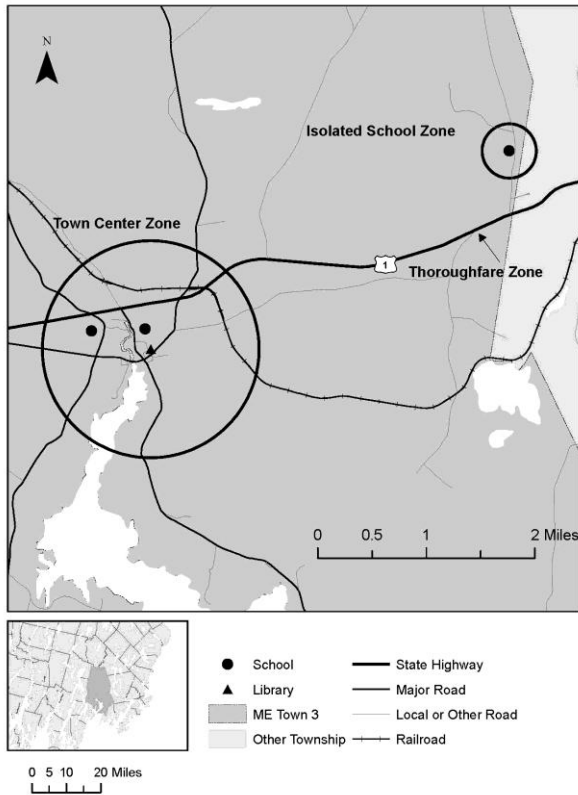 N
Isolated School Zone
Town Center Zone
1
Thoroughfare Zone
0 0.5 1 2 Miles
School
Library
ME Town 3
Other Township
State Highway
Major Road
Local or Other Road
Railroad
0 5 10 20 Miles